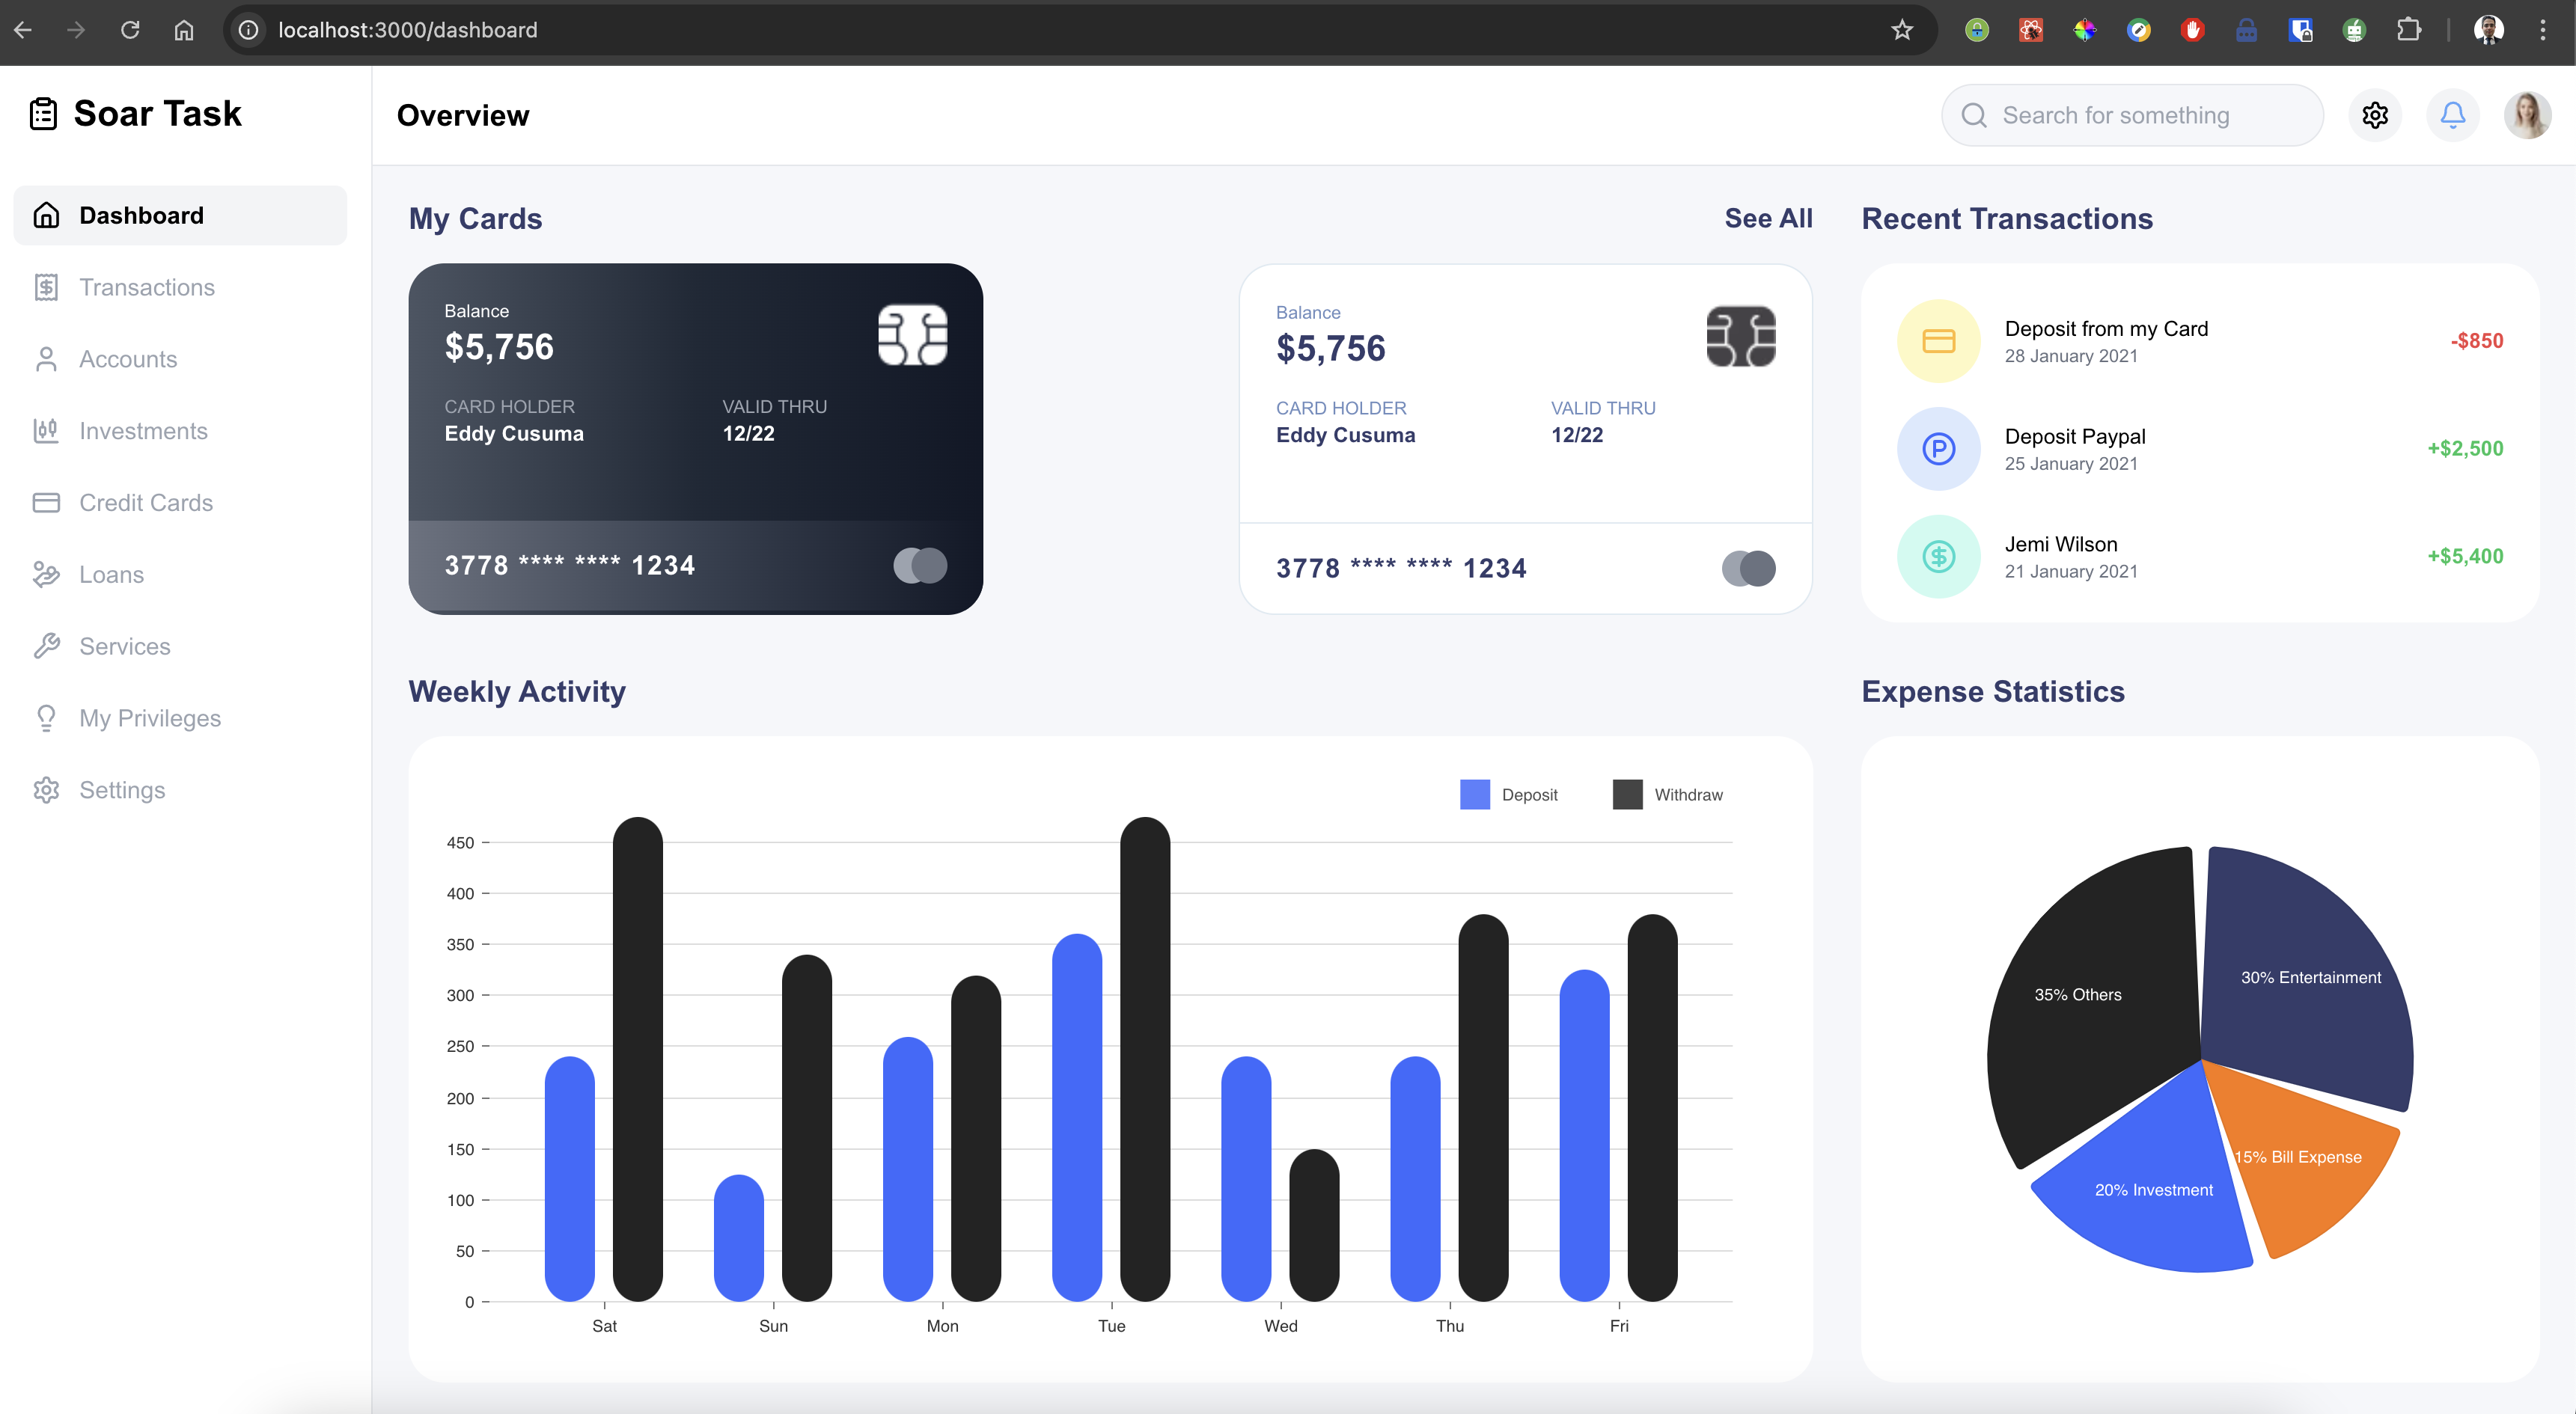 localhost:3000/dashboard
Soar Task
Overview
Search for something
Dashboard
Transactions
Accounts
Investments
Credit Cards
Loans
Services
My Privileges
Settings
My Cards
See All
Balance
$5,756
CARD HOLDER
VALID THRU
Eddy Cusuma
12/22
3778 **** **** 1234
Balance
$5,756
CARD HOLDER
VALID THRU
Eddy Cusuma
12/22
3778 **** **** 1234
Recent Transactions
Deposit from my Card
28 January 2021
-$850
Deposit Paypal
25 January 2021
+$2,500
Jemi Wilson
21 January 2021
+$5,400
Weekly Activity
Deposit
Withdraw
450
400
350
300
250
200
150
100
50
0
Sat
Sun
Mon
Tue
Wed
Thu
Fri
Expense Statistics
30% Entertainment
35% Others
15% Bill Expense
20% Investment